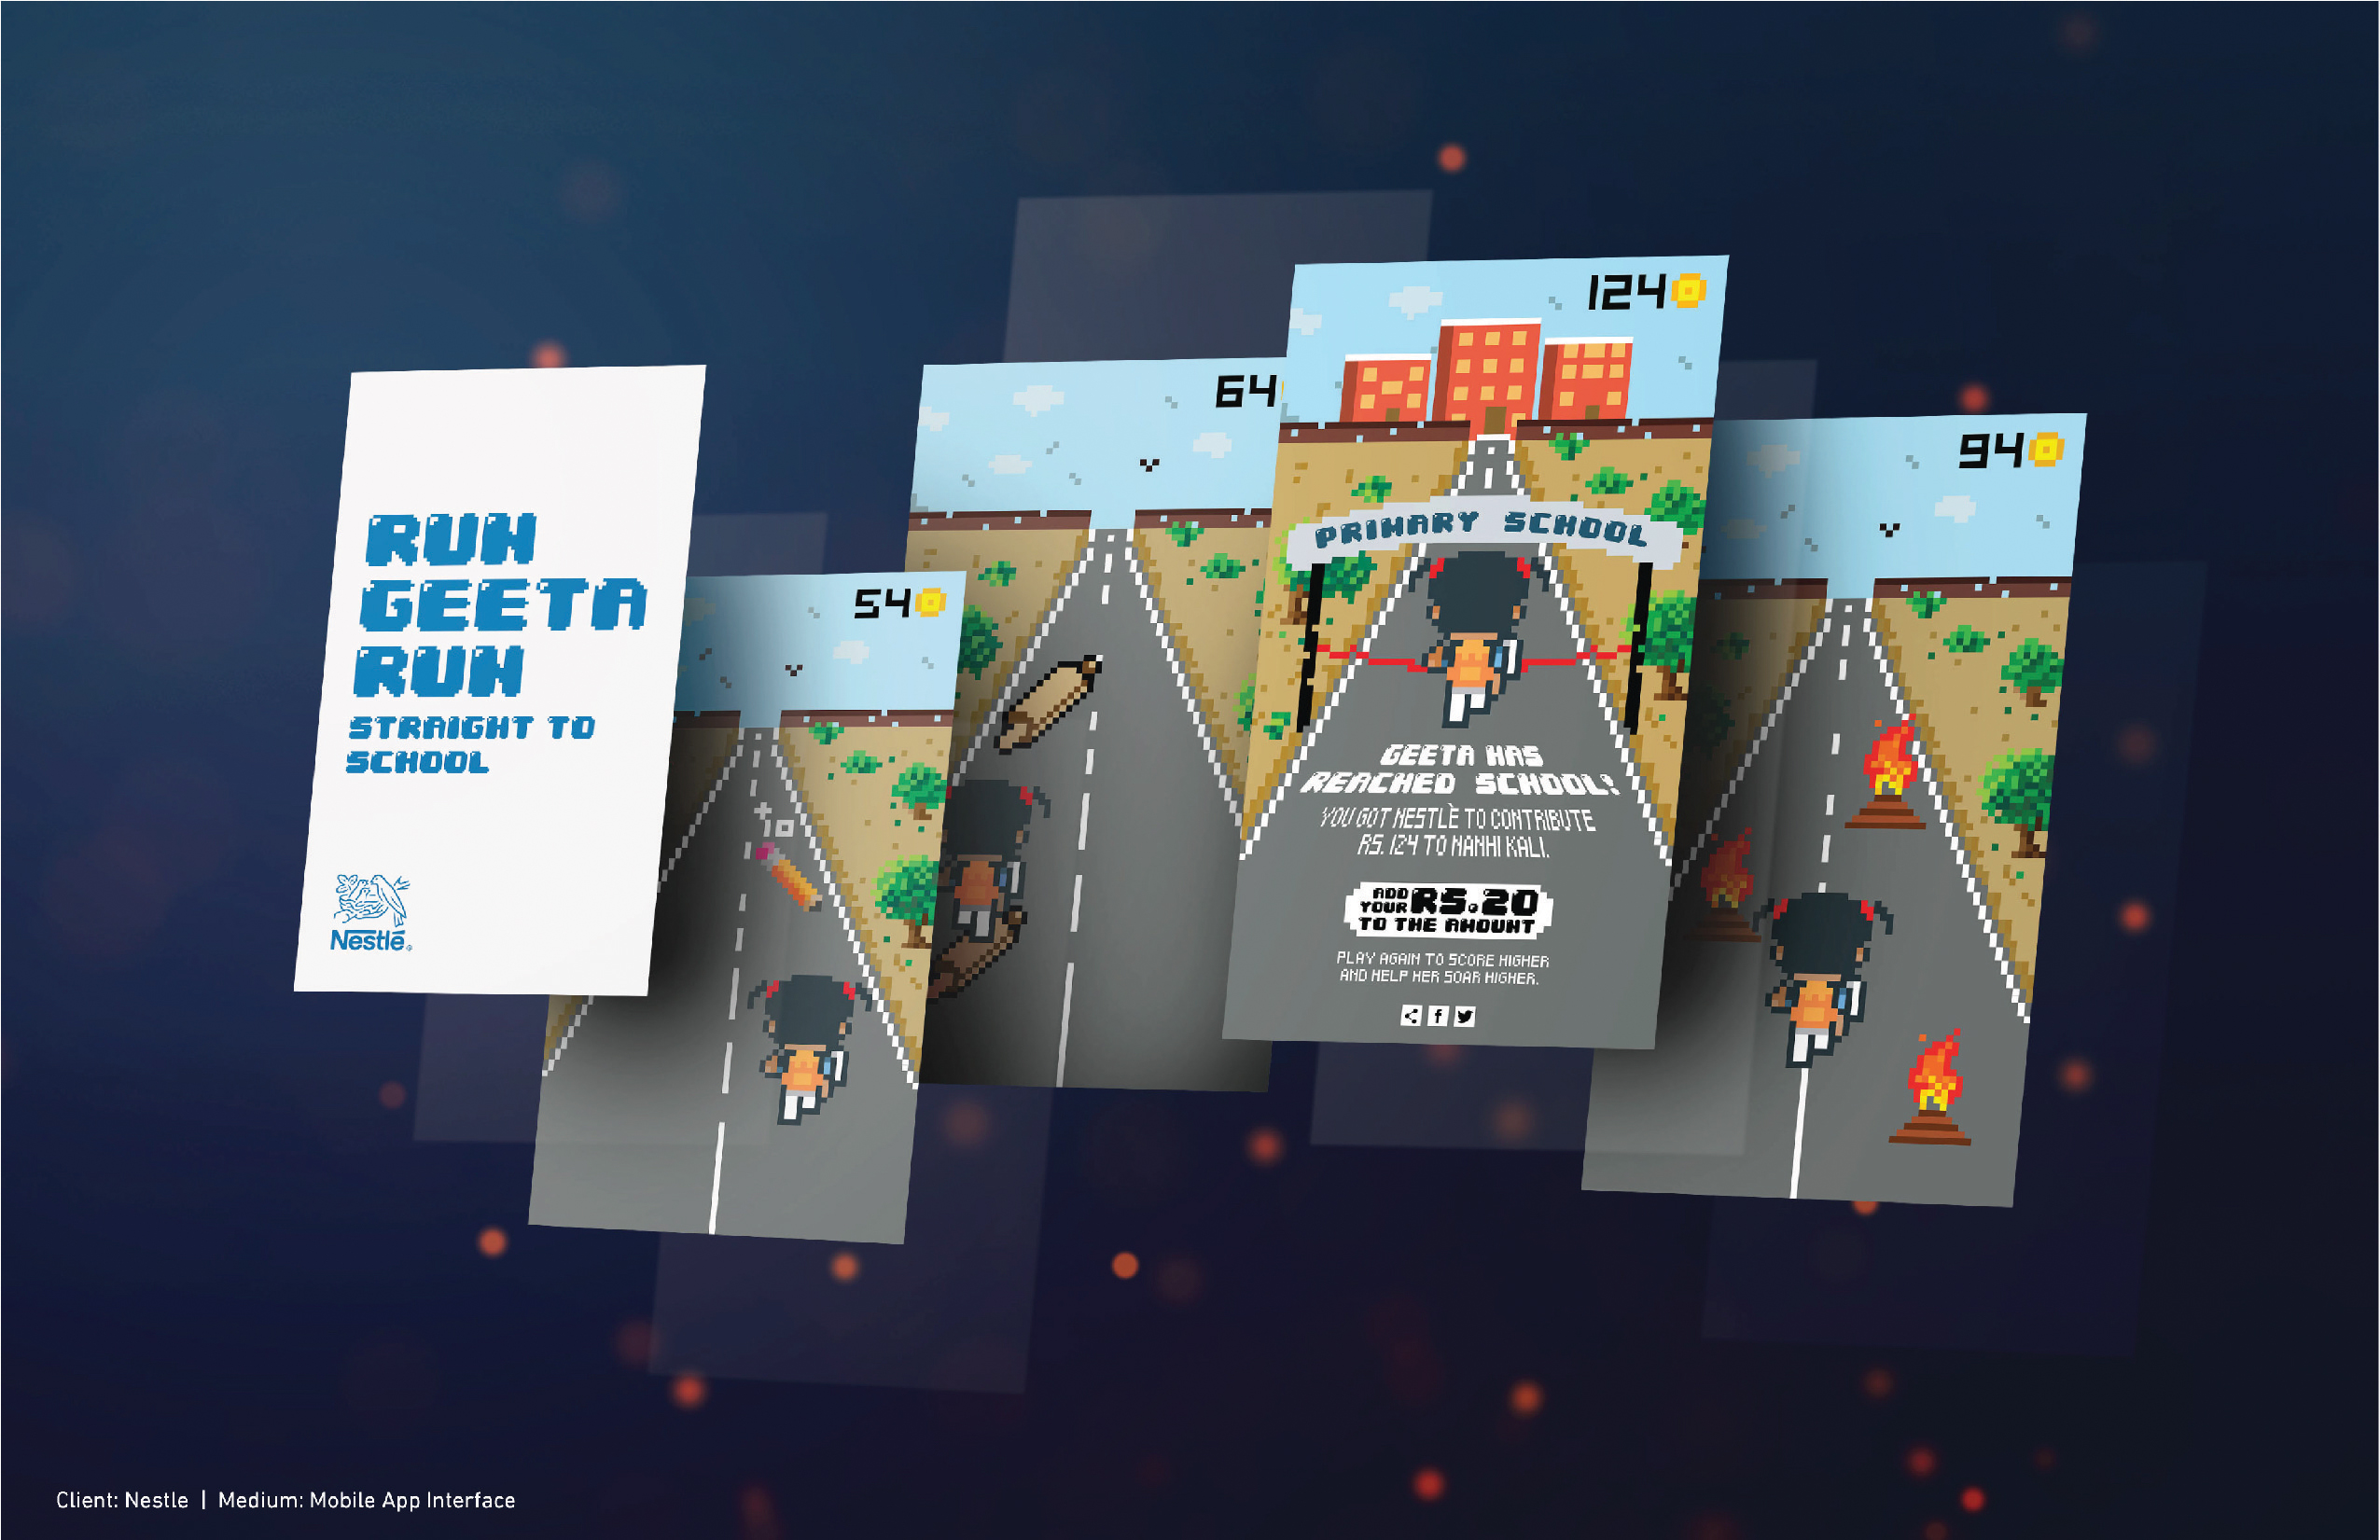 RUN
GEETA
RUN
STRAIGHT TO
SCHOOL
Nestlé®
54
+
10
64
124
PRIMARY SCHOOL
GEETA HAS
REACHED SCHOOL!
YOU GOT NESTLÈ TO CONTRIBUTE
RS. 124 TO NANHI KALI.
ADD
YOUR RS.20
TO THE AMOUNT
PLAY AGAIN TO SCORE HIGHER
AND HELP HER SOAR HIGHER.
94
Client: Nestle | Medium: Mobile App Interface